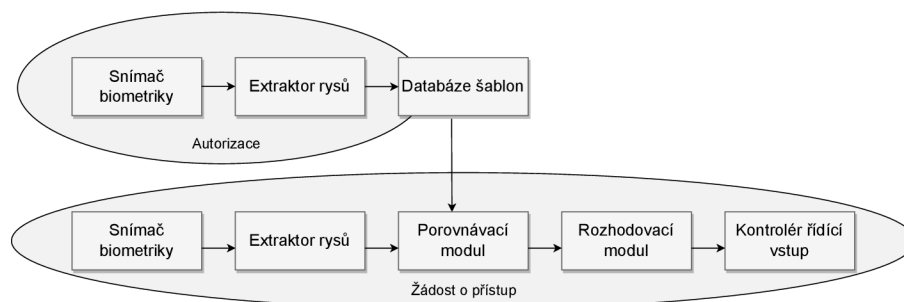 Snímač
biometriky
Extraktor rysů
Databáze šablon
Autorizace
Snímač
biometriky
Extraktor rysů
Porovnávací
modul
Rozhodovací
modul
Kontrolér řídící
vstup
Žádost o přístup